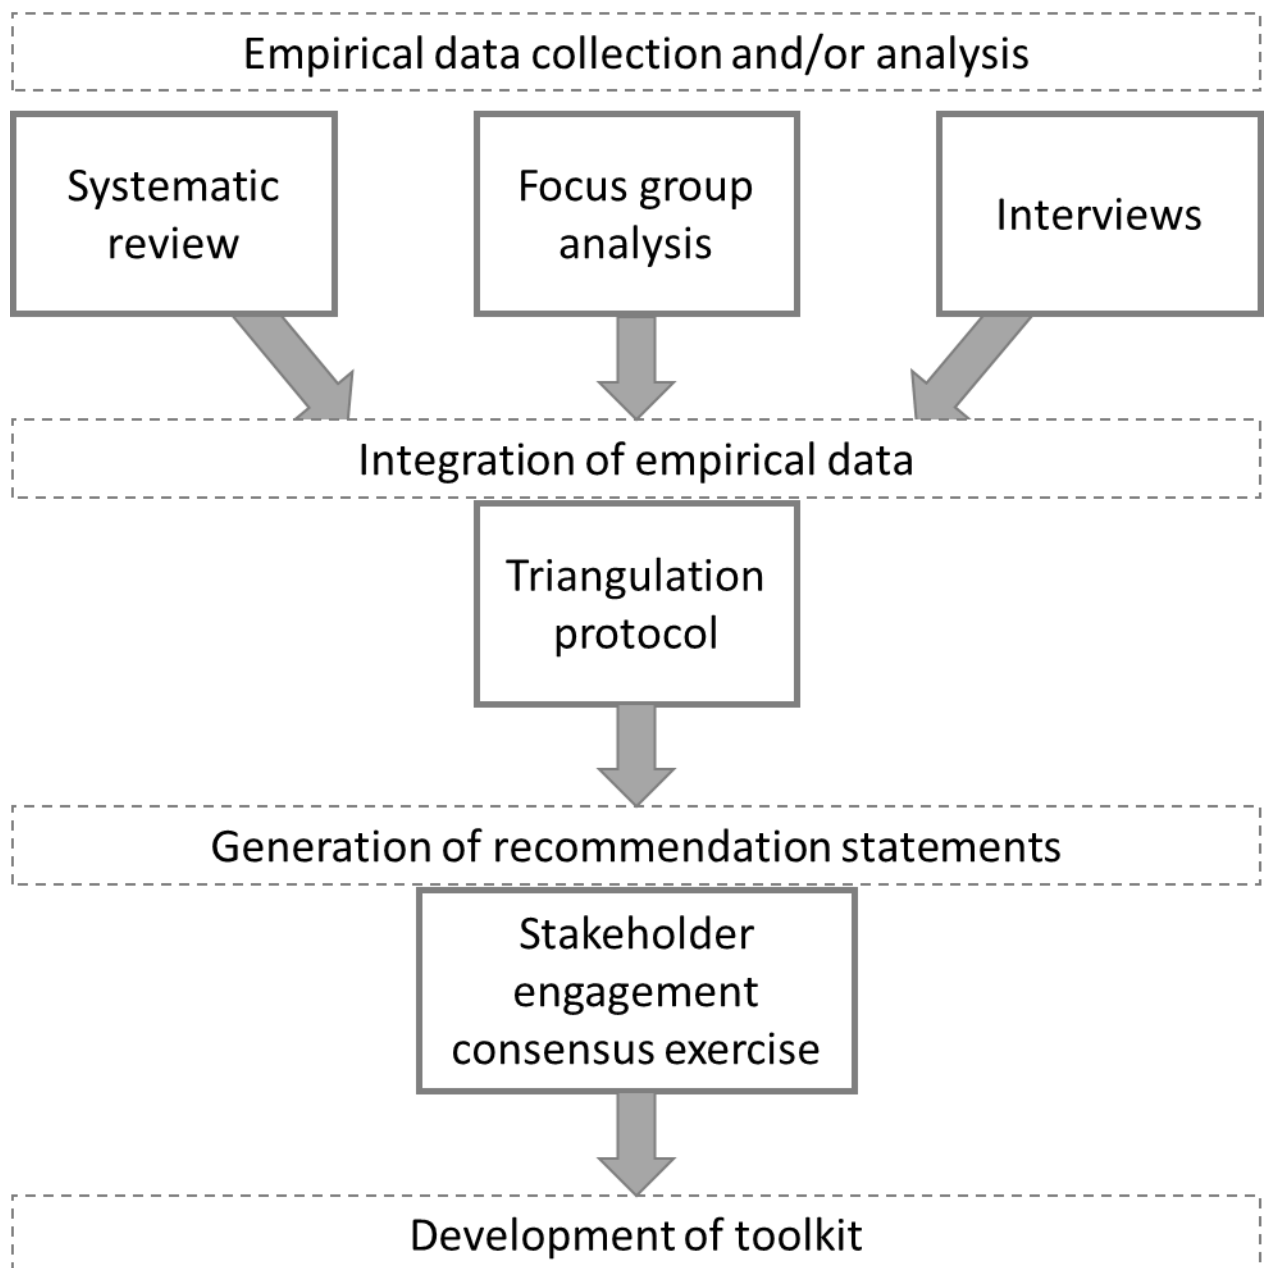 Empirical data collection and/or analysis
Systematic
review
Focus group
analysis
Interviews
Integration of empirical data
Triangulation
protocol
Generation of recommendation statements
Stakeholder
engagement
consensus exercise
Development of toolkit